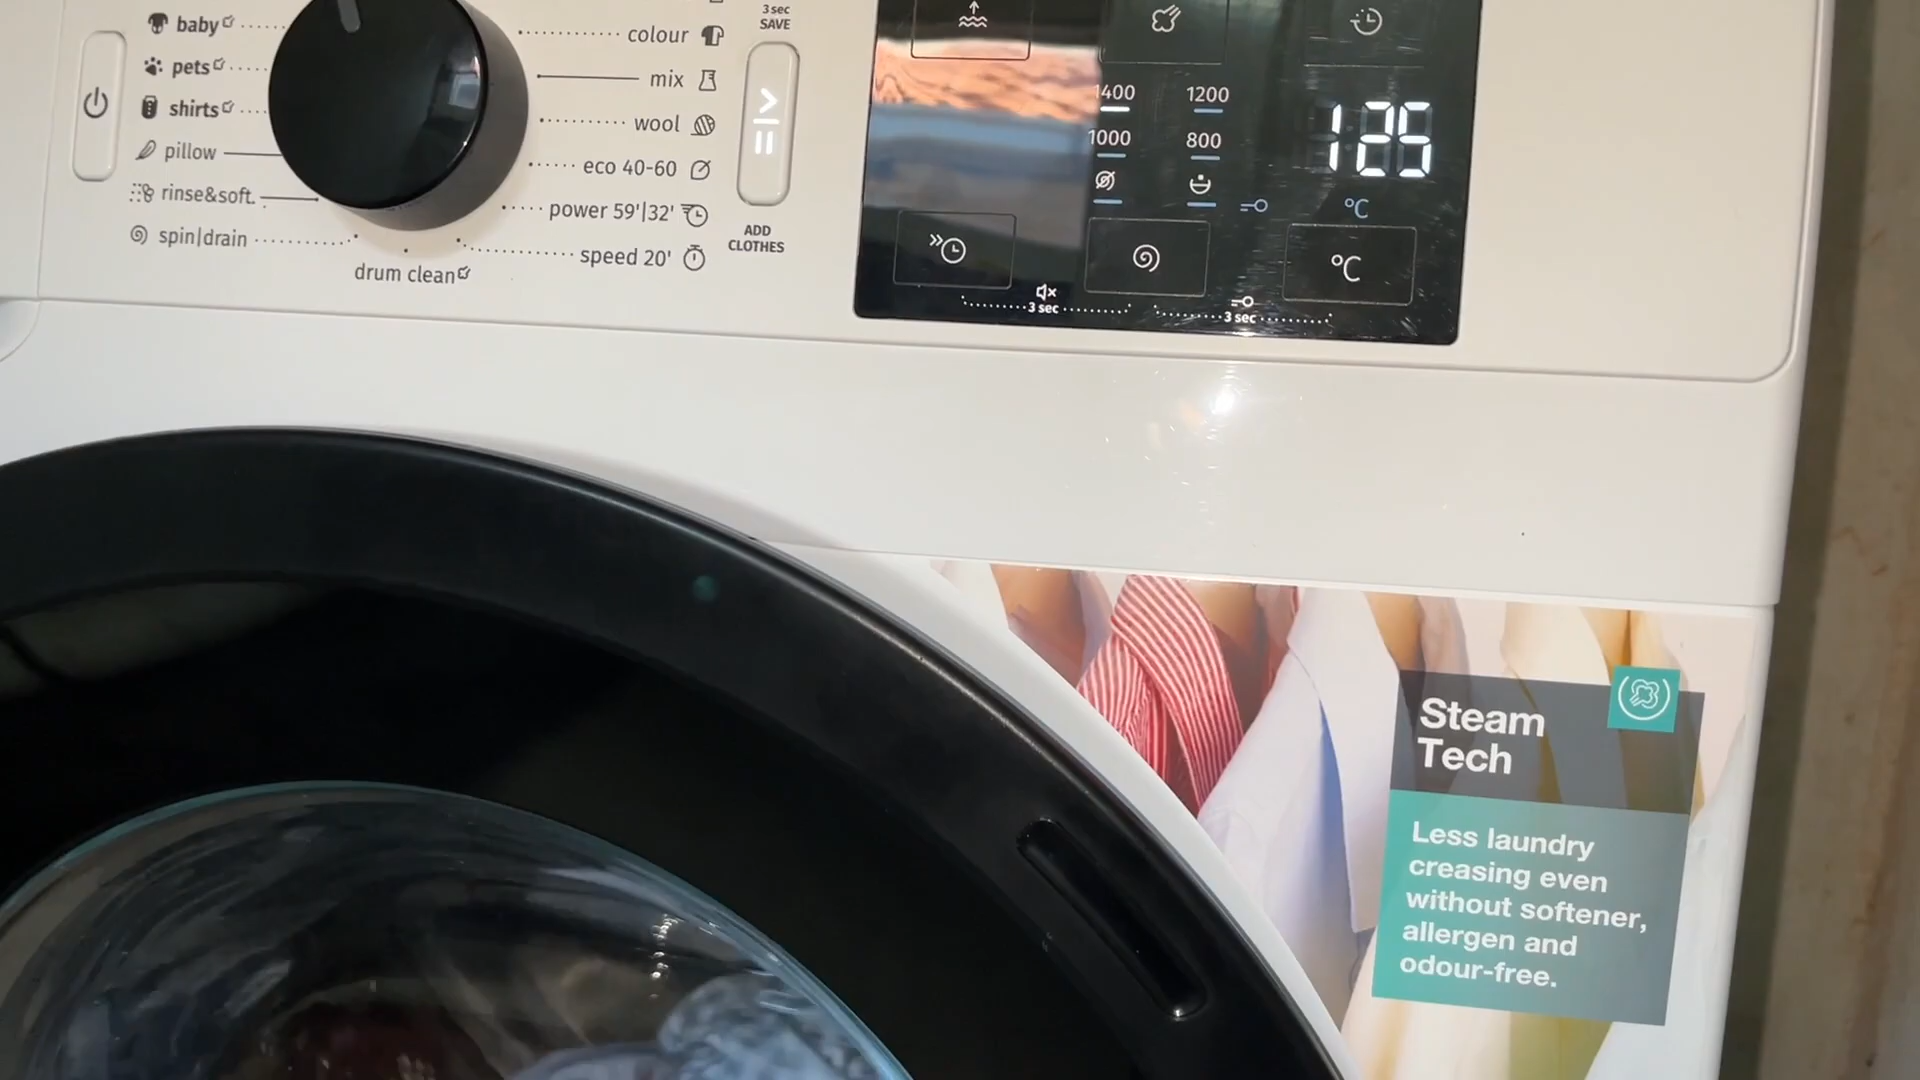 baby
pets
shirts
pillow
rinse&soft.
spin|drain
drum clean
colour
mix
wool
eco 40-60
power 59'|32'
speed 20'
3 sec
SAVE
ADD
CLOTHES
1400 1200
1000 800
1:25
°C
°C
3 sec
3 sec
Steam
Tech
Less laundry
creasing even
without softener,
allergen and
odour-free.